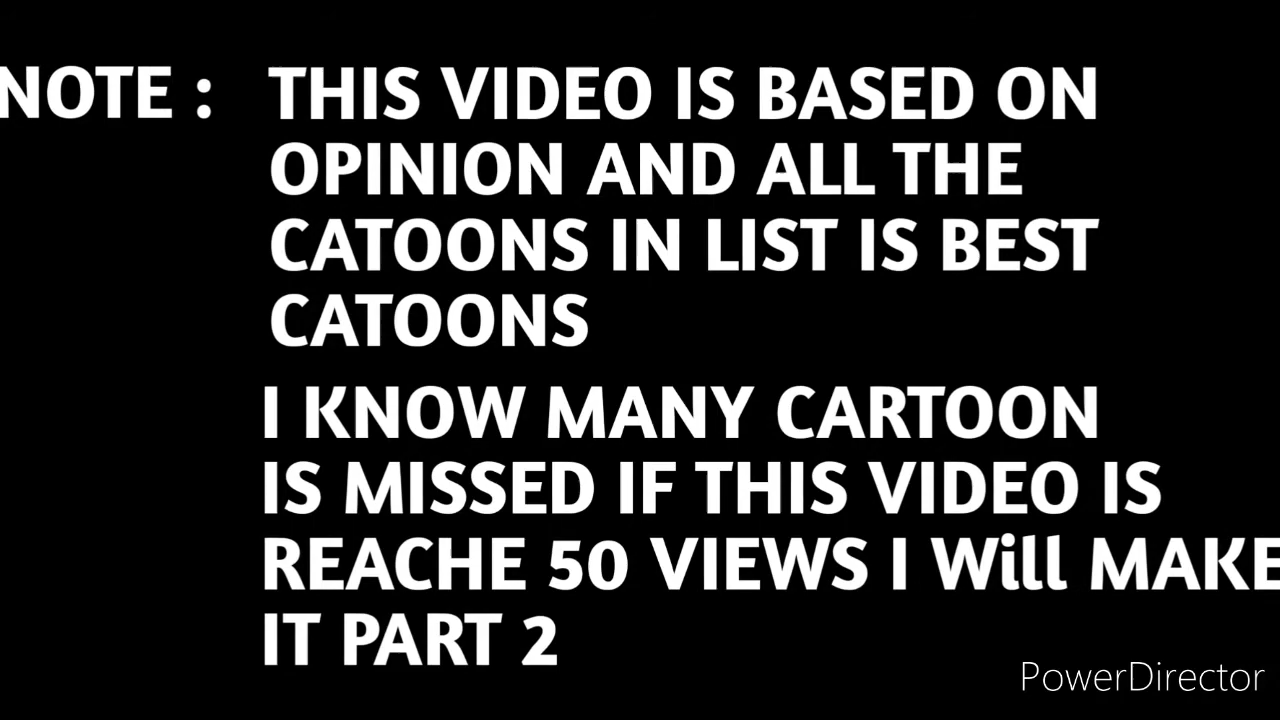 NOTE : THIS VIDEO IS BASED ON
OPINION AND ALL THE
CATOONS IN LIST IS BEST
CATOONS
I KNOW MANY CARTOON
IS MISSED IF THIS VIDEO IS
REACHE 50 VIEWS I Will MAKE
IT PART 2
PowerDirector